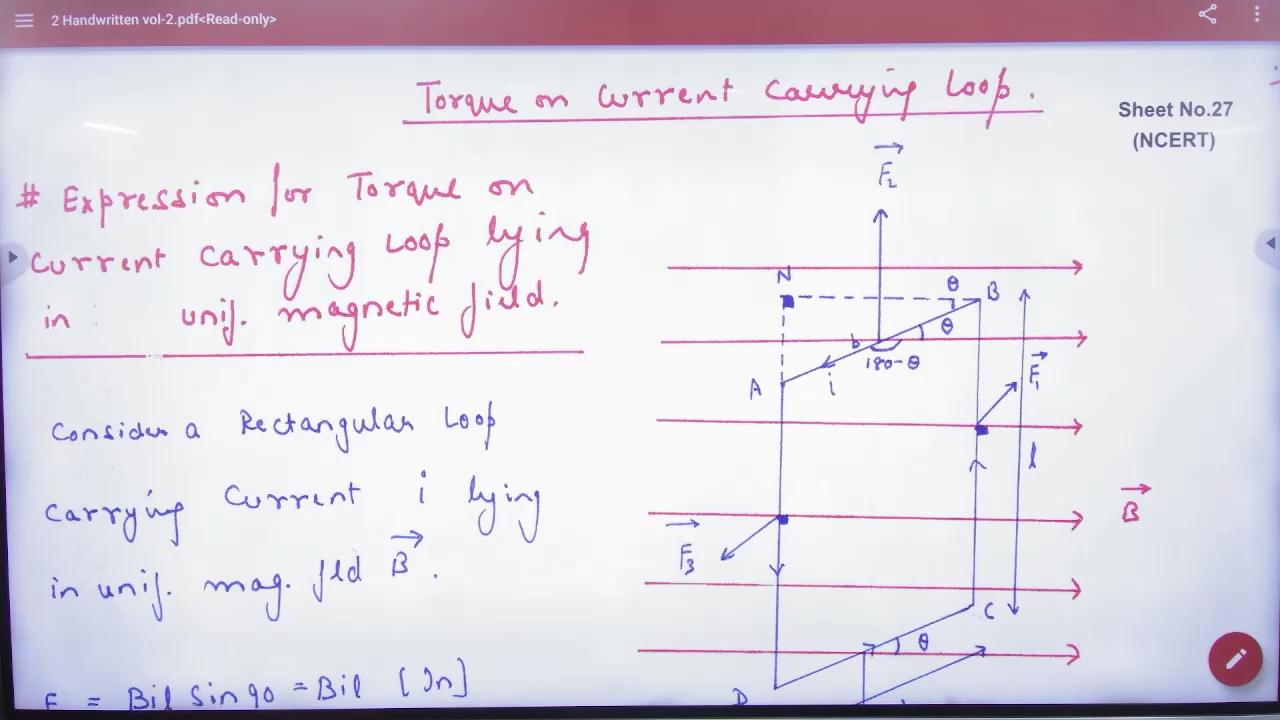 2 Handwritten vol-2.pdf<Read-only>
Torque on Current Carrying Loop.
Sheet No.27
(NCERT)
# Expression for Torque on
Current Carrying Loop lying
in unif. magnetic field.
Consider a Rectangular Loop
Carrying Current i lying
in unif. mag. fld B.
F = Bil Sin 90 = Bil [In]
F₂
N
θ
B
θ
b
180-θ
A
i
F₁
l
B
F₃
C
θ
D